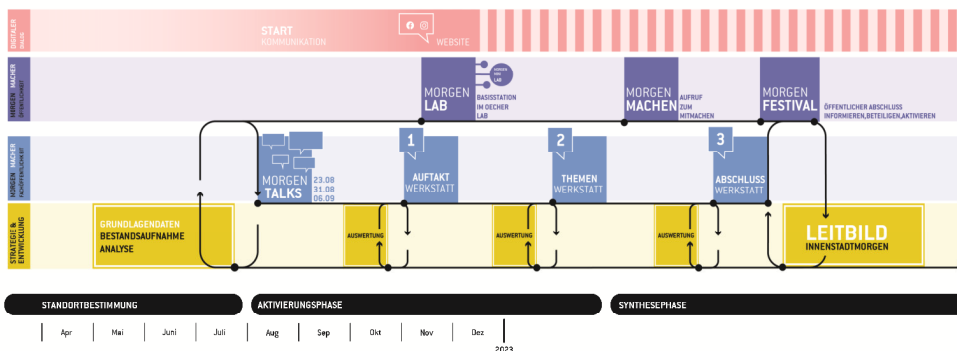 DIGITALER
DIALOG
START
KOMMUNIKATION
WEBSITE
MORGEN MACHER
ÖFFENTLICHKEIT
MORGEN
LAB
MORGEN
LAB
BASISSTATION
IM OECHER
LAB
MORGEN
MACHEN
AUFRUF
ZUM
MITMACHEN
MORGEN
FESTIVAL
ÖFFENTLICHER ABSCHLUSS
INFORMIEREN,BETEILIGEN,AKTIVIEREN
MORGEN MACHER
FACHÖFFENTLICHKEIT
MORGEN
TALKS
23.08
31.08
06.09
1
AUFTAKT
WERKSTATT
2
THEMEN
WERKSTATT
3
ABSCHLUSS
WERKSTATT
STRATEGIE &
ENTWICKLUNG
GRUNDLAGENDATEN
BESTANDSAUFNAHME
ANALYSE
AUSWERTUNG
AUSWERTUNG
AUSWERTUNG
LEITBILD
INNENSTADTMORGEN
STANDORTBESTIMMUNG
AKTIVIERUNGSPHASE
SYNTHESEPHASE
Apr
Mai
Juni
Juli
Aug
Sep
Okt
Nov
Dez
2023